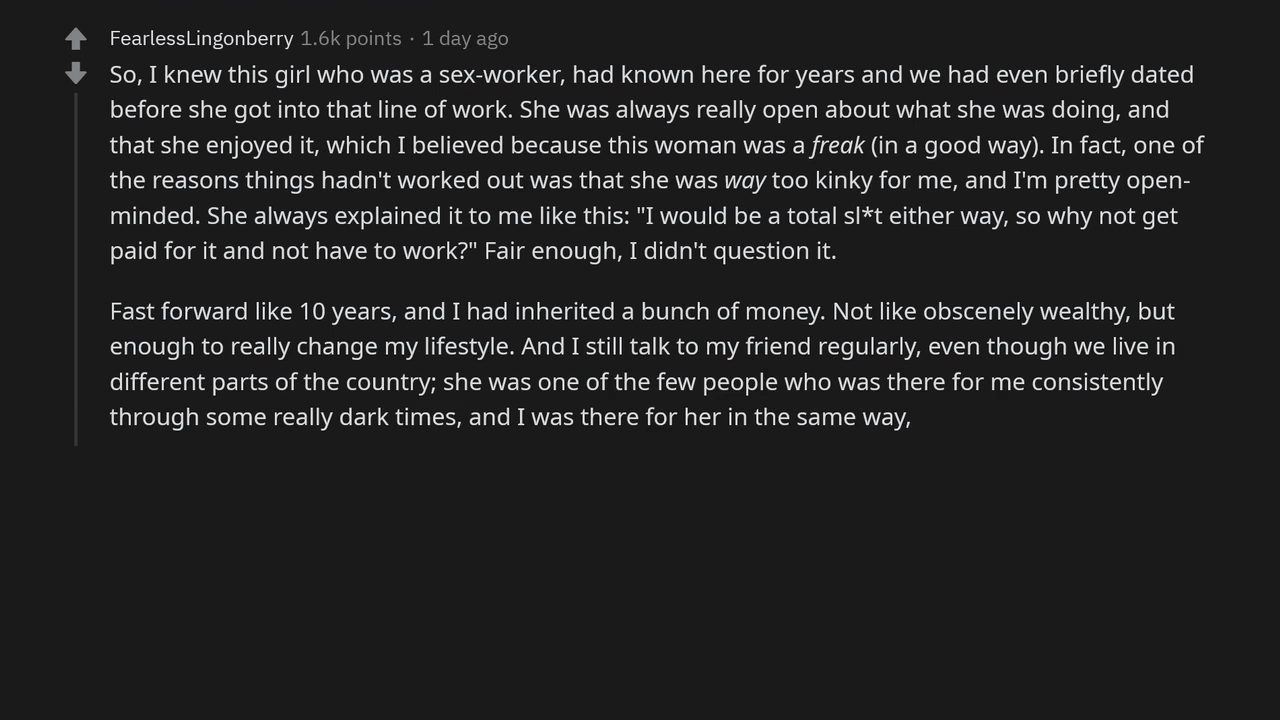 FearlessLingonberry 1.6k points · 1 day ago
So, I knew this girl who was a sex-worker, had known here for years and we had even briefly dated
before she got into that line of work. She was always really open about what she was doing, and
that she enjoyed it, which I believed because this woman was a freak (in a good way). In fact, one of
the reasons things hadn't worked out was that she was way too kinky for me, and I'm pretty open-
minded. She always explained it to me like this: "I would be a total sl*t either way, so why not get
paid for it and not have to work?" Fair enough, I didn't question it.
Fast forward like 10 years, and I had inherited a bunch of money. Not like obscenely wealthy, but
enough to really change my lifestyle. And I still talk to my friend regularly, even though we live in
different parts of the country; she was one of the few people who was there for me consistently
through some really dark times, and I was there for her in the same way,